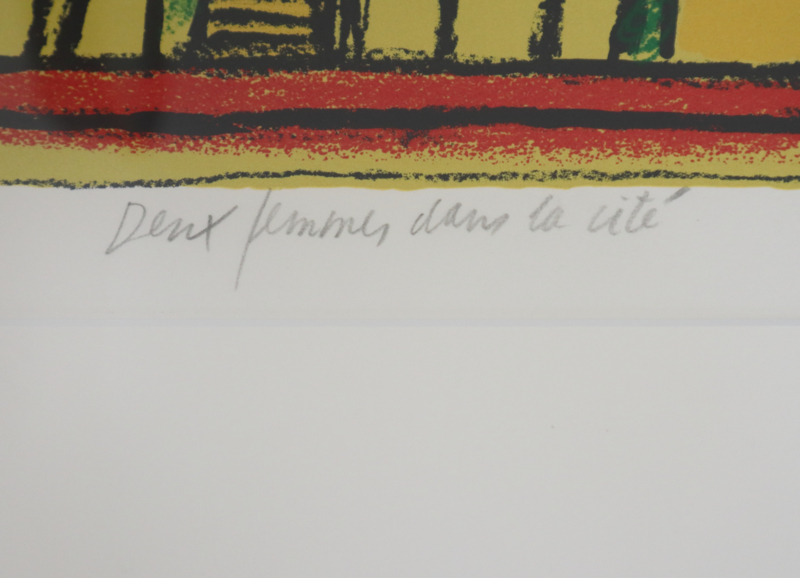 Deux femmes dans la cité